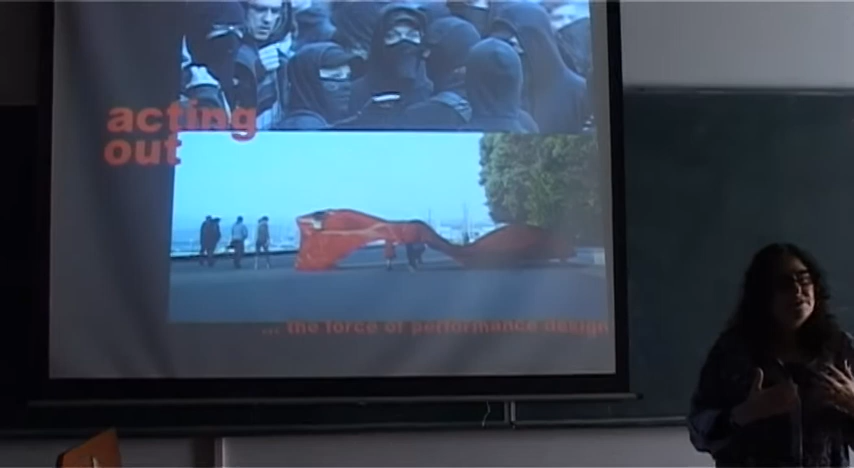 acting
out
... the force of performance design